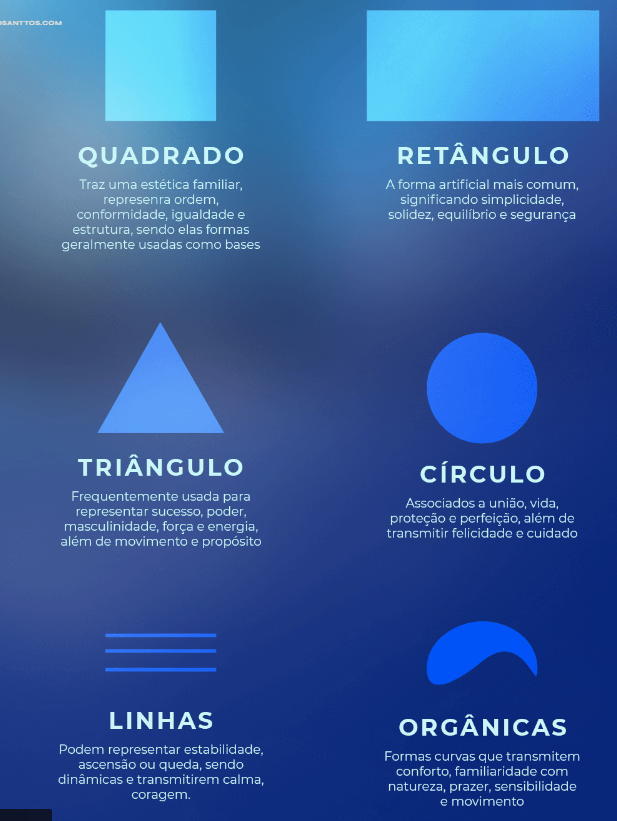 QUADRADO
Traz uma estética familiar,
represenra ordem,
conformidade, igualdade e
estrutura, sendo elas formas
geralmente usadas como bases
RETÂNGULO
A forma artificial mais comum,
significando simplicidade,
solidez, equilíbrio e segurança
TRIÂNGULO
Frequentemente usada para
representar sucesso, poder,
masculinidade, força e energia,
além de movimento e propósito
CÍRCULO
Associados a união, vida,
proteção e perfeição, além de
transmitir felicidade e cuidado
LINHAS
Podem representar estabilidade,
ascensão ou queda, sendo
dinâmicas e transmitirem calma,
coragem.
ORGÂNICAS
Formas curvas que transmitem
conforto, familiaridade com
natureza, prazer, sensibilidade
e movimento